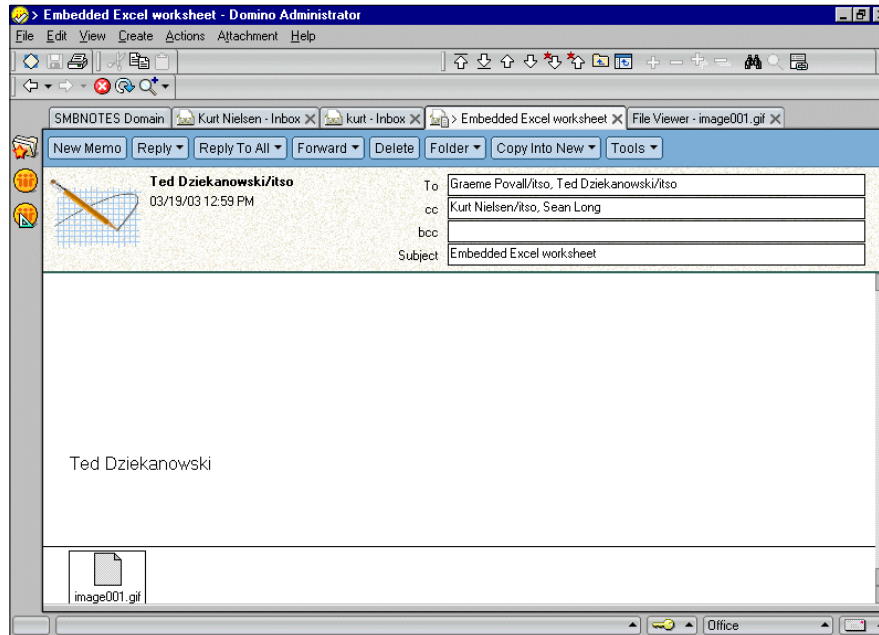 > Embedded Excel worksheet - Domino Administrator
File Edit View Create Actions Attachment Help
SMBNOTES Domain Kurt Nielsen - Inbox kurt - Inbox > Embedded Excel worksheet File Viewer - image001.gif
New Memo Reply Reply To All Forward Delete Folder Copy Into New Tools
Ted Dziekanowski/itso
03/19/03 12:59 PM
To Graeme Povall/itso, Ted Dziekanowski/itso
cc Kurt Nielsen/itso, Sean Long
bcc
Subject Embedded Excel worksheet
Ted Dziekanowski
image001.gif
Office